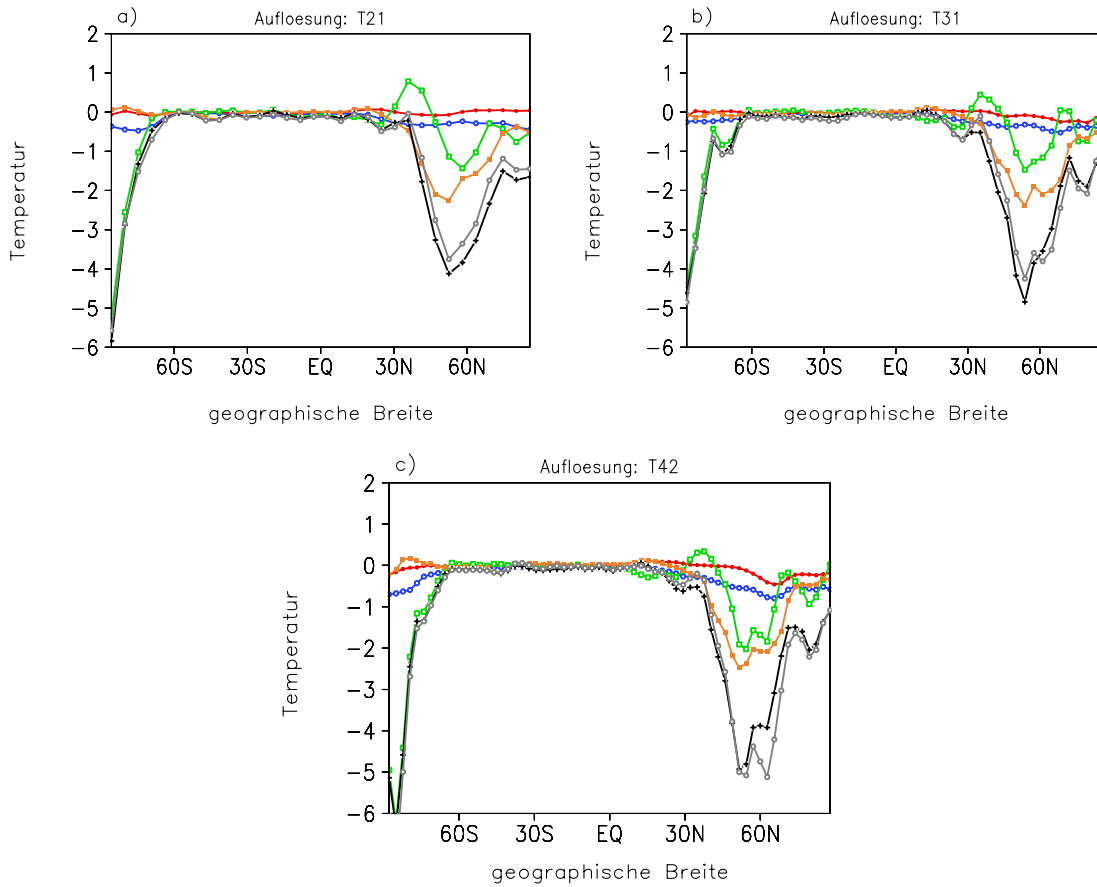 a) Aufloesung: T21
2
1
0
−1
−2
−3
−4
−5
−6
Temperatur
60S 30S EQ 30N 60N
geographische Breite
b) Aufloesung: T31
2
1
0
−1
−2
−3
−4
−5
−6
Temperatur
60S 30S EQ 30N 60N
geographische Breite
c) Aufloesung: T42
2
1
0
−1
−2
−3
−4
−5
−6
Temperatur
60S 30S EQ 30N 60N
geographische Breite